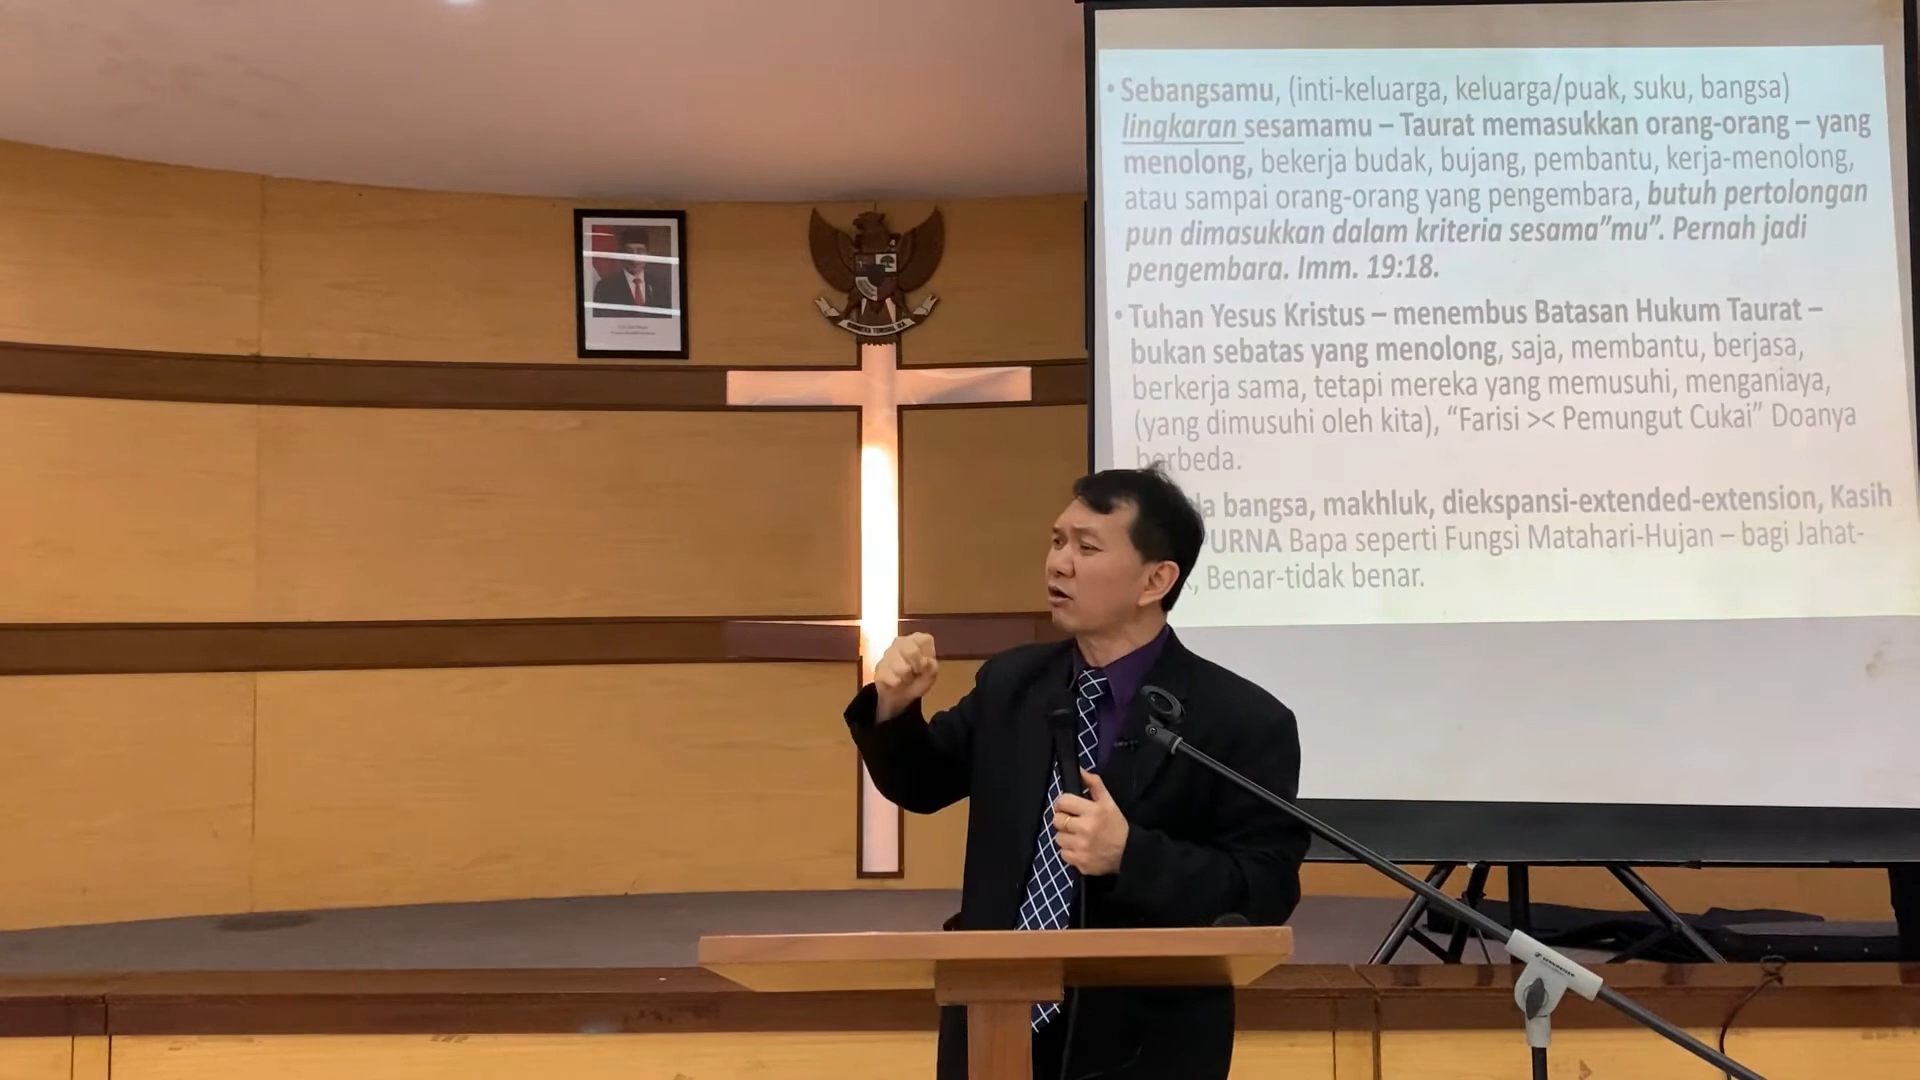 • Sebangsamu, (inti-keluarga, keluarga/puak, suku, bangsa)
lingkaran sesamamu – Taurat memasukkan orang-orang – yang
menolong, bekerja budak, bujang, pembantu, kerja-menolong,
atau sampai orang-orang yang pengembara, butuh pertolongan
pun dimasukkan dalam kriteria sesama”mu”. Pernah jadi
pengembara. Imm. 19:18.
• Tuhan Yesus Kristus – menembus Batasan Hukum Taurat –
bukan sebatas yang menolong, saja, membantu, berjasa,
berkerja sama, tetapi mereka yang memusuhi, menganiaya,
(yang dimusuhi oleh kita), “Farisi >< Pemungut Cukai” Doanya
berbeda.
bangsa, makhluk, diekspansi-extended-extension, Kasih
URNA Bapa seperti Fungsi Matahari-Hujan – bagi Jahat-
, Benar-tidak benar.
BHINNEKA TUNGGAL IKA